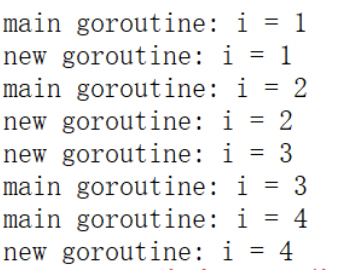 main goroutine: i = 1
new goroutine: i = 1
main goroutine: i = 2
new goroutine: i = 2
new goroutine: i = 3
main goroutine: i = 3
main goroutine: i = 4
new goroutine: i = 4